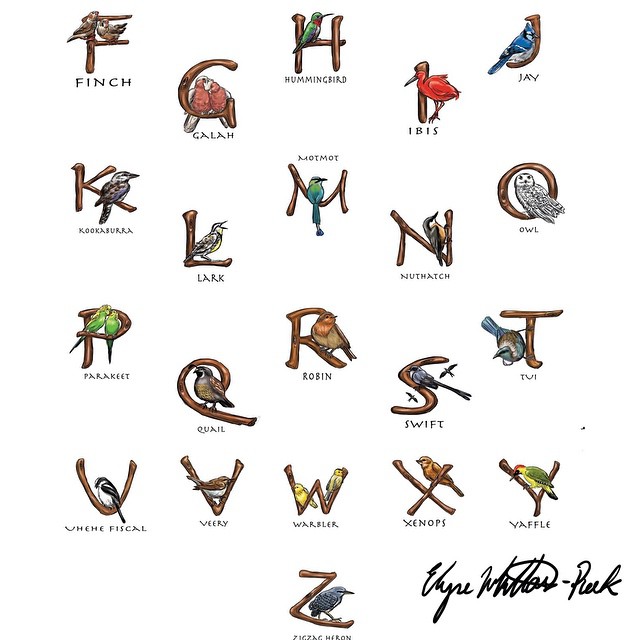 F H J
FINCH HUMMINGBIRD JAY
G I
GALAH IBIS
K M O
KOOKABURRA MOTMOT OWL
L N
LARK NUTHATCH
P R T
PARAKEET ROBIN TUI
Q S
QUAIL SWIFT
U V W X Y
UHEHE FISCAL VEERY WARBLER XENOPS YAFFLE
Z
ZIGZAG HERON